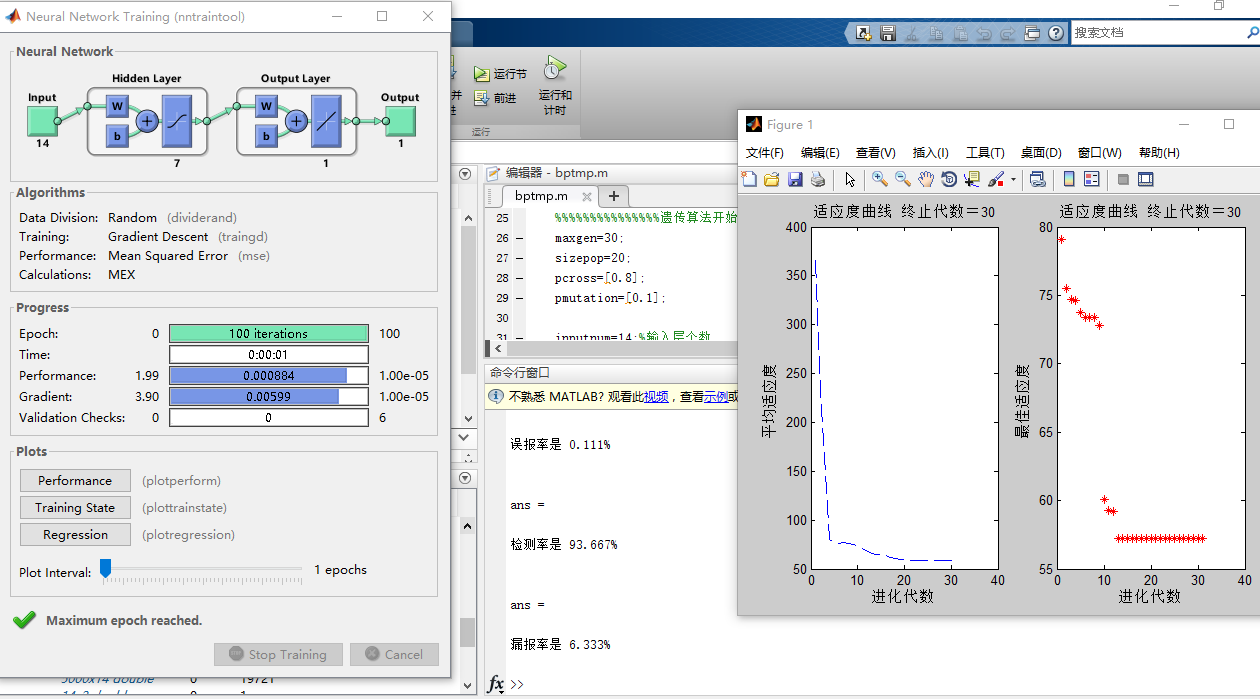 Neural Network Training (nntraintool)
Neural Network
Hidden Layer
Output Layer
Input
Output
W
b
+
W
b
+
14
7
1
1
Algorithms
Data Division: Random (dividerand)
Training: Gradient Descent (traingd)
Performance: Mean Squared Error (mse)
Calculations: MEX
Progress
Epoch: 0 100 iterations 100
Time: 0:00:01
Performance: 1.99 0.000884 1.00e-05
Gradient: 3.90 0.00599 1.00e-05
Validation Checks: 0 0 6
Plots
Performance (plotperform)
Training State (plottrainstate)
Regression (plotregression)
Plot Interval: 1 epochs
Maximum epoch reached.
Stop Training Cancel
5000x14 double 0 19721
14 2 double 0 1
搜索文档
运行节
前进
并
进
运行和
计时
运行
编辑器 - bptmp.m
bptmp.m
25 %%%%%%%%%%%%%%%遗传算法开始
26 maxgen=30;
27 sizepop=20;
28 pcross=[0.8];
29 pmutation=[0.1];
30
31 inputnum=14;%输入层个数
命令行窗口
不熟悉 MATLAB? 观看此视频，查看示例或
误报率是 0.111%
ans =
检测率是 93.667%
ans =
漏报率是 6.333%
fx >>
Figure 1
文件(F) 编辑(E) 查看(V) 插入(I) 工具(T) 桌面(D) 窗口(W) 帮助(H)
适应度曲线 终止代数＝30
400
350
300
250
200
150
100
50
0 10 20 30 40
平均适应度
进化代数
适应度曲线 终止代数＝30
80
75
70
65
60
55
0 10 20 30 40
最佳适应度
进化代数